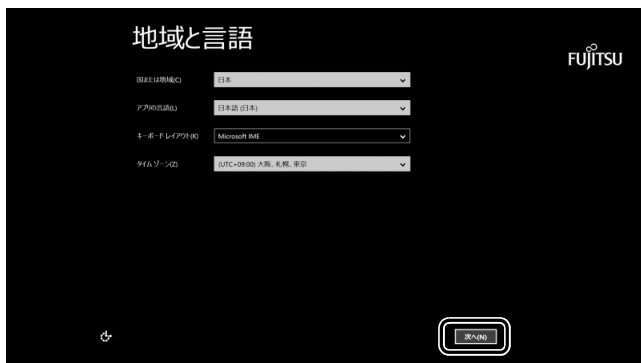 地域と言語
FUJITSU
国または地域(C)
日本
アプリの言語(L)
日本語 (日本)
キーボード レイアウト(K)
Microsoft IME
タイム ゾーン(Z)
(UTC+09:00) 大阪、札幌、東京
次へ(N)